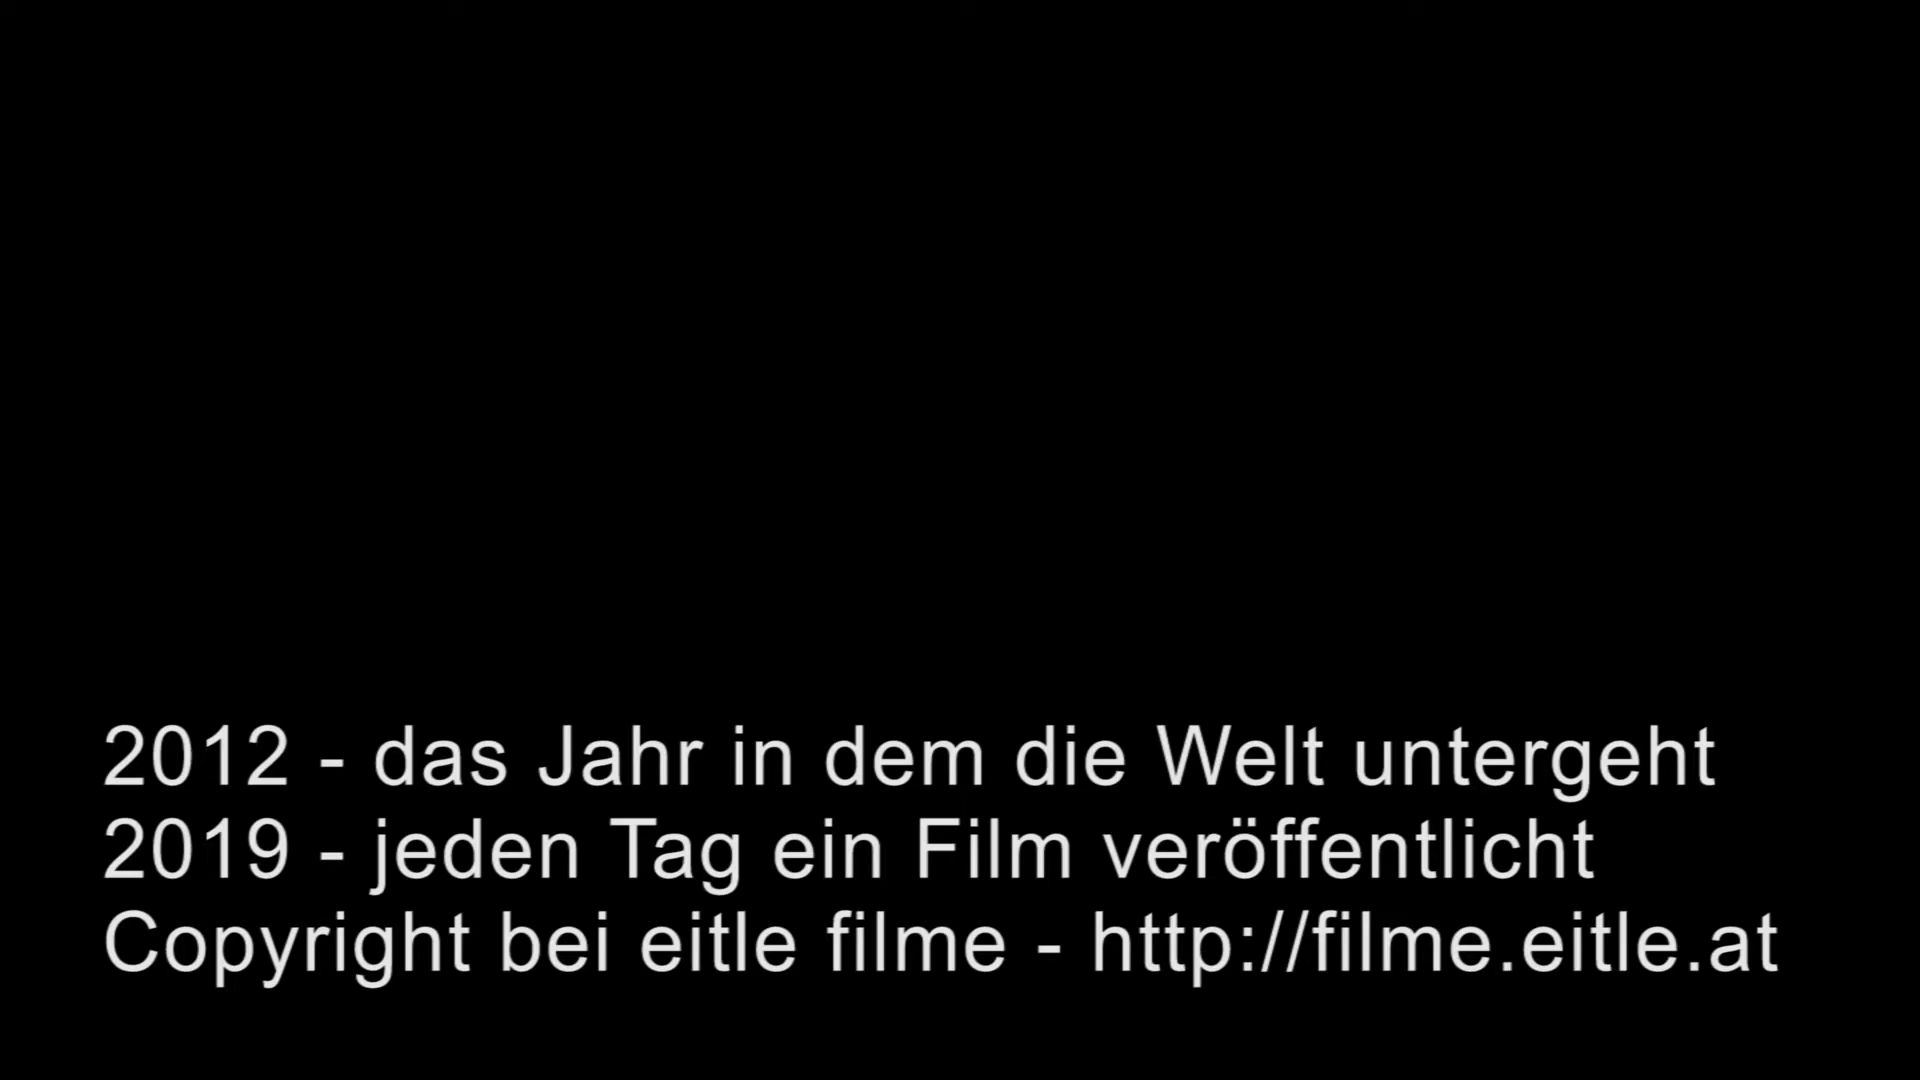 2012 - das Jahr in dem die Welt untergeht
2019 - jeden Tag ein Film veröffentlicht
Copyright bei eitle filme - http://filme.eitle.at